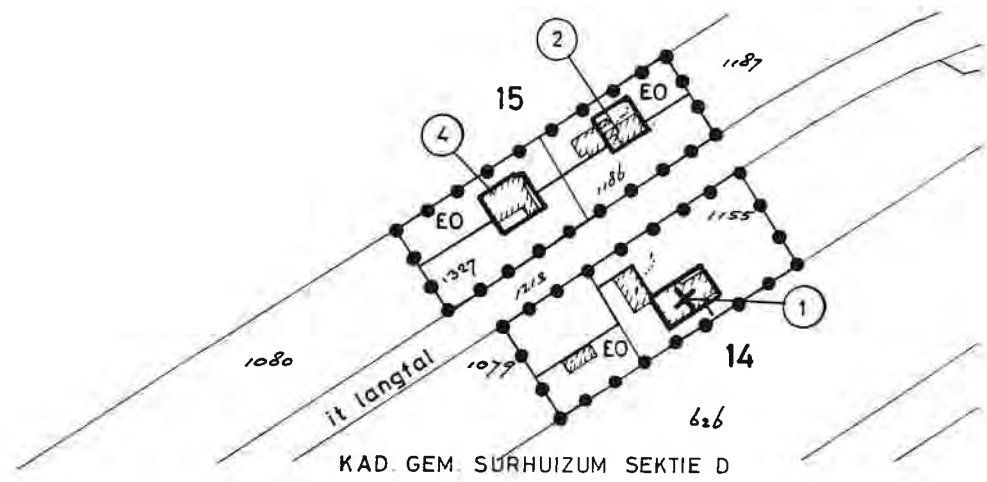 2
1187
15
EO
4
1186
1155
EO
1327
1218
1
1080
1079
EO
14
it langtal
626
KAD. GEM. SURHUIZUM SEKTIE D